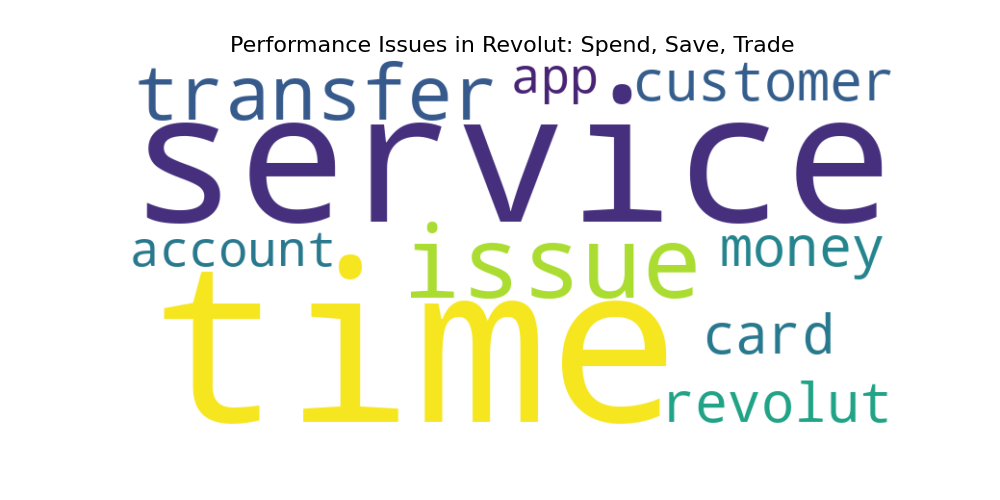 Performance Issues in Revolut: Spend, Save, Trade
transfer app customer
service
account issue money
time card
revolut